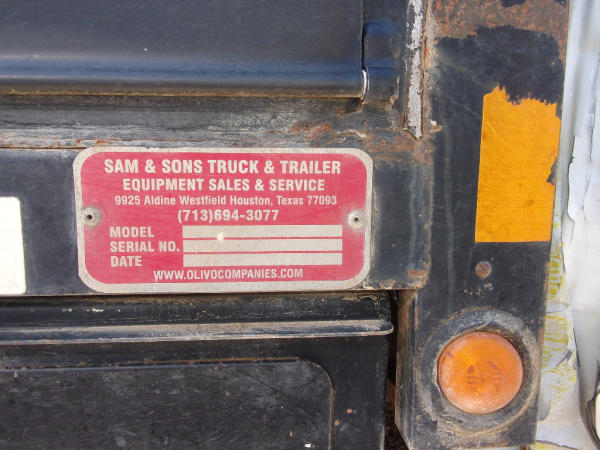 SAM & SONS TRUCK & TRAILER
EQUIPMENT SALES & SERVICE
9925 Aldine Westfield Houston, Texas 77093
(713)694-3077
MODEL
SERIAL NO.
DATE
WWW.OLIVOCOMPANIES.COM